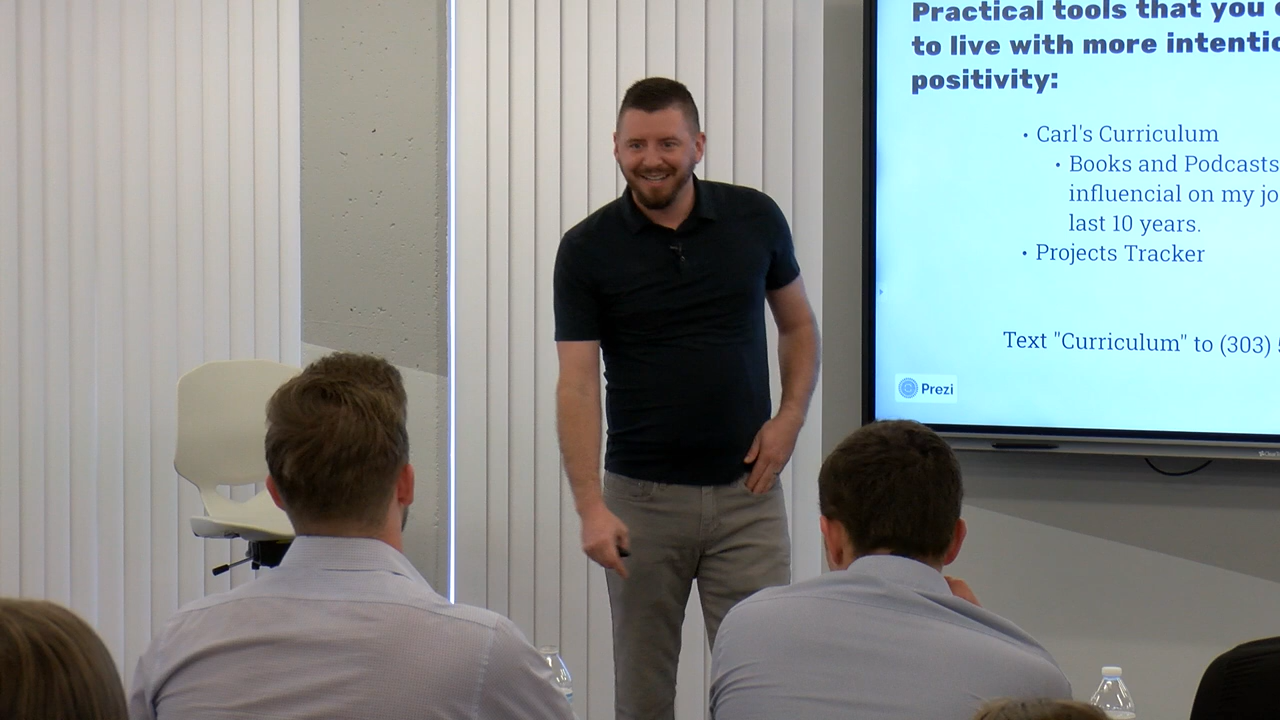 Practical tools that you
to live with more intentio
positivity:
• Carl's Curriculum
• Books and Podcasts
influencial on my jo
last 10 years.
• Projects Tracker
Text "Curriculum" to (303)
Prezi